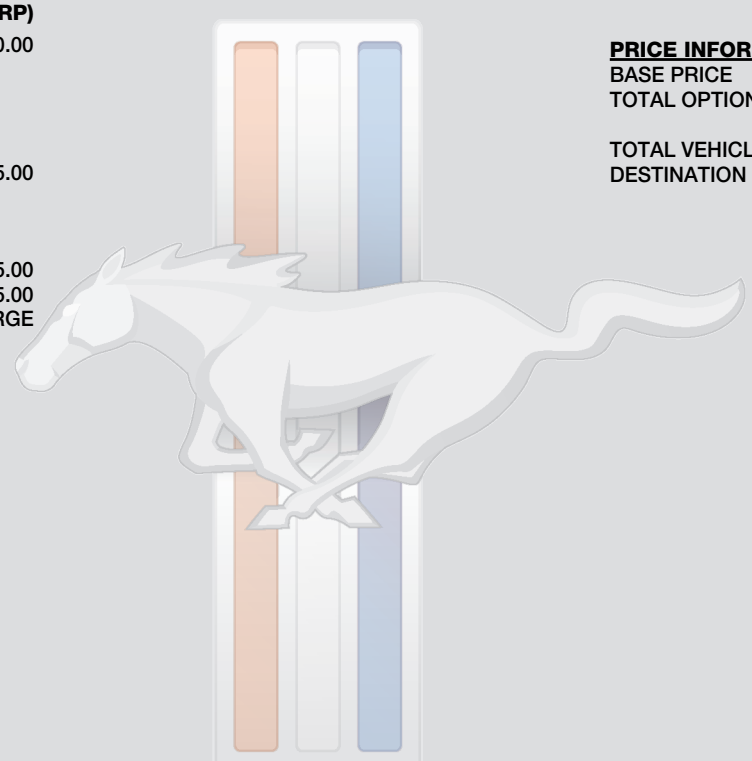 RP)
0.00
5.00
5.00
5.00
RGE
PRICE INFOR
BASE PRICE
TOTAL OPTION
TOTAL VEHICL
DESTINATION